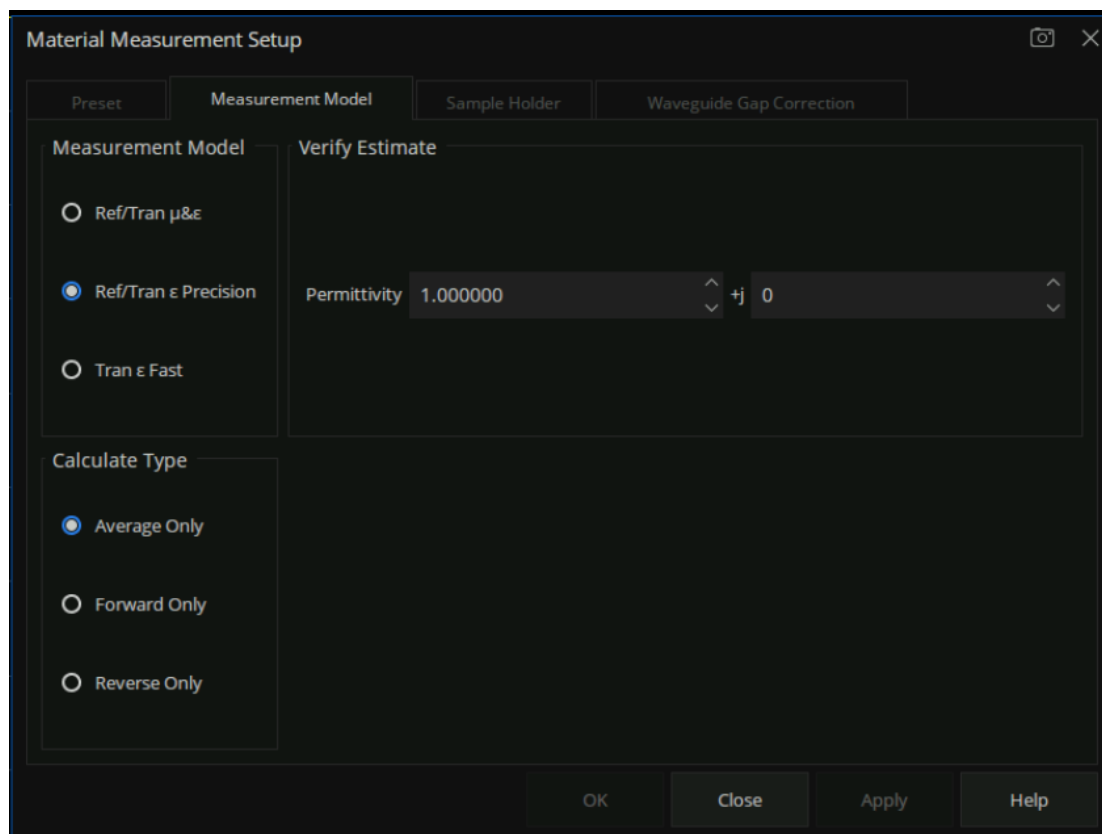 Material Measurement Setup
Preset Measurement Model Sample Holder Waveguide Gap Correction
Measurement Model
Ref/Tran μ&ε
Ref/Tran ε Precision
Tran ε Fast
Verify Estimate
Permittivity 1.000000 +j 0
Calculate Type
Average Only
Forward Only
Reverse Only
OK Close Apply Help